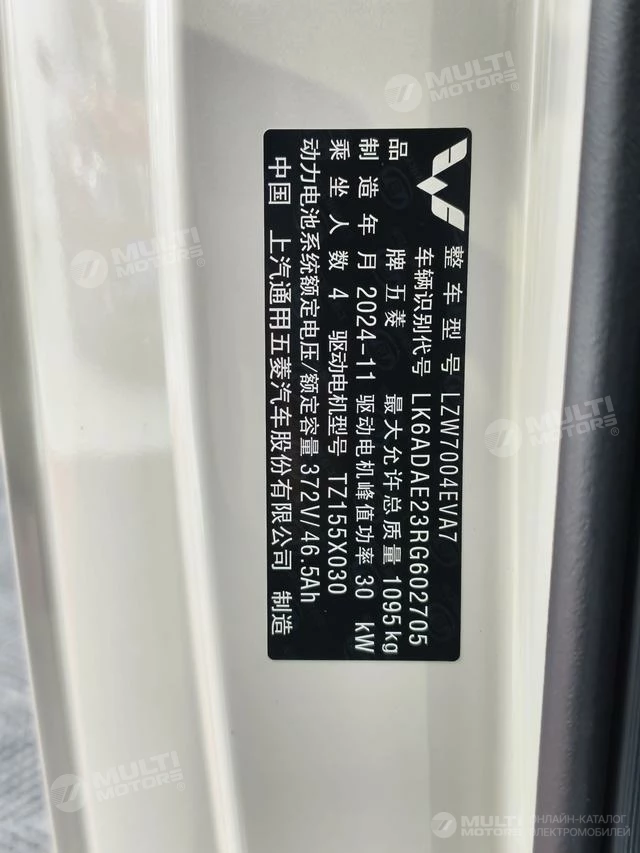 整车型号 LZW7004EVA7
车辆识别代号 LK6ADAE23RG602705
品牌 五菱 最大允许总质量 1095kg
制造年月 2024-11 驱动电机峰值功率 30 kW
乘坐人数 4 驱动电机型号 TZ155X030
动力电池系统额定电压/额定容量 372V/46.5Ah
中国 上汽通用五菱汽车股份有限公司 制造
MULTI MOTORS®
MULTI MOTORS®
MULTI MOTORS®
MULTI MOTORS
ОНЛАЙН-КАТАЛОГ
ЭЛЕКТРОМОБИЛЕЙ